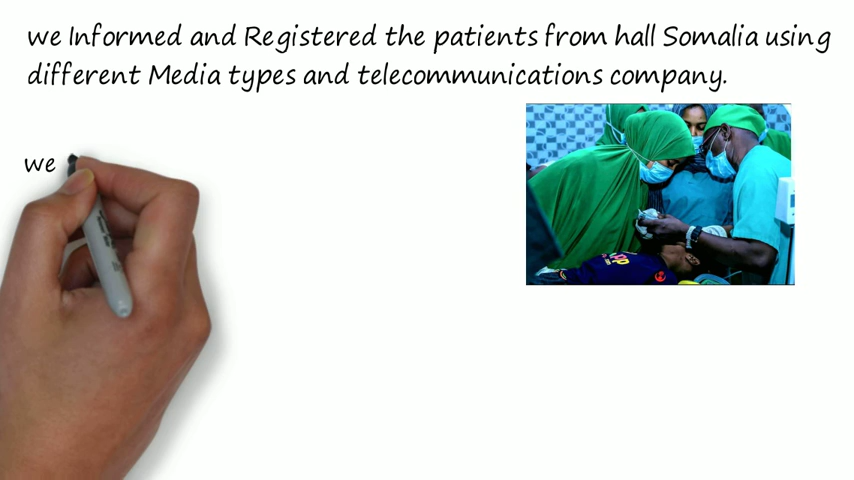 we Informed and Registered the patients from hall Somalia using
different Media types and telecommunications company.
we